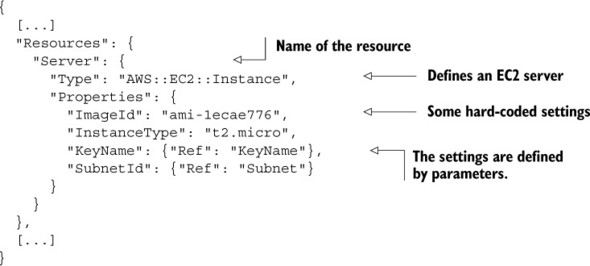 {
[...]
"Resources": {
Name of the resource
"Server": {
"Type": "AWS::EC2::Instance",
Defines an EC2 server
"Properties": {
"ImageId": "ami-1ecae776",
Some hard-coded settings
"InstanceType": "t2.micro",
"KeyName": {"Ref": "KeyName"},
The settings are defined
by parameters.
"SubnetId": {"Ref": "Subnet"}
}
}
},
[...]
}